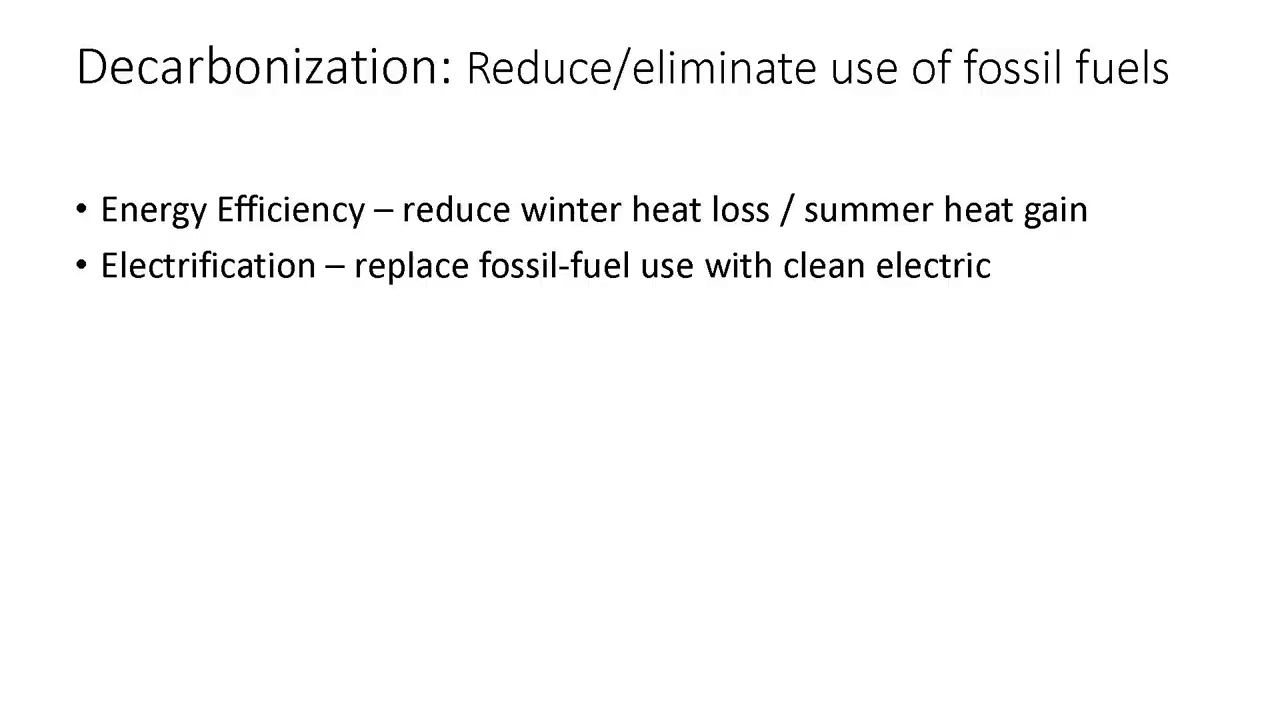 Decarbonization: Reduce/eliminate use of fossil fuels
• Energy Efficiency – reduce winter heat loss / summer heat gain
• Electrification – replace fossil-fuel use with clean electric